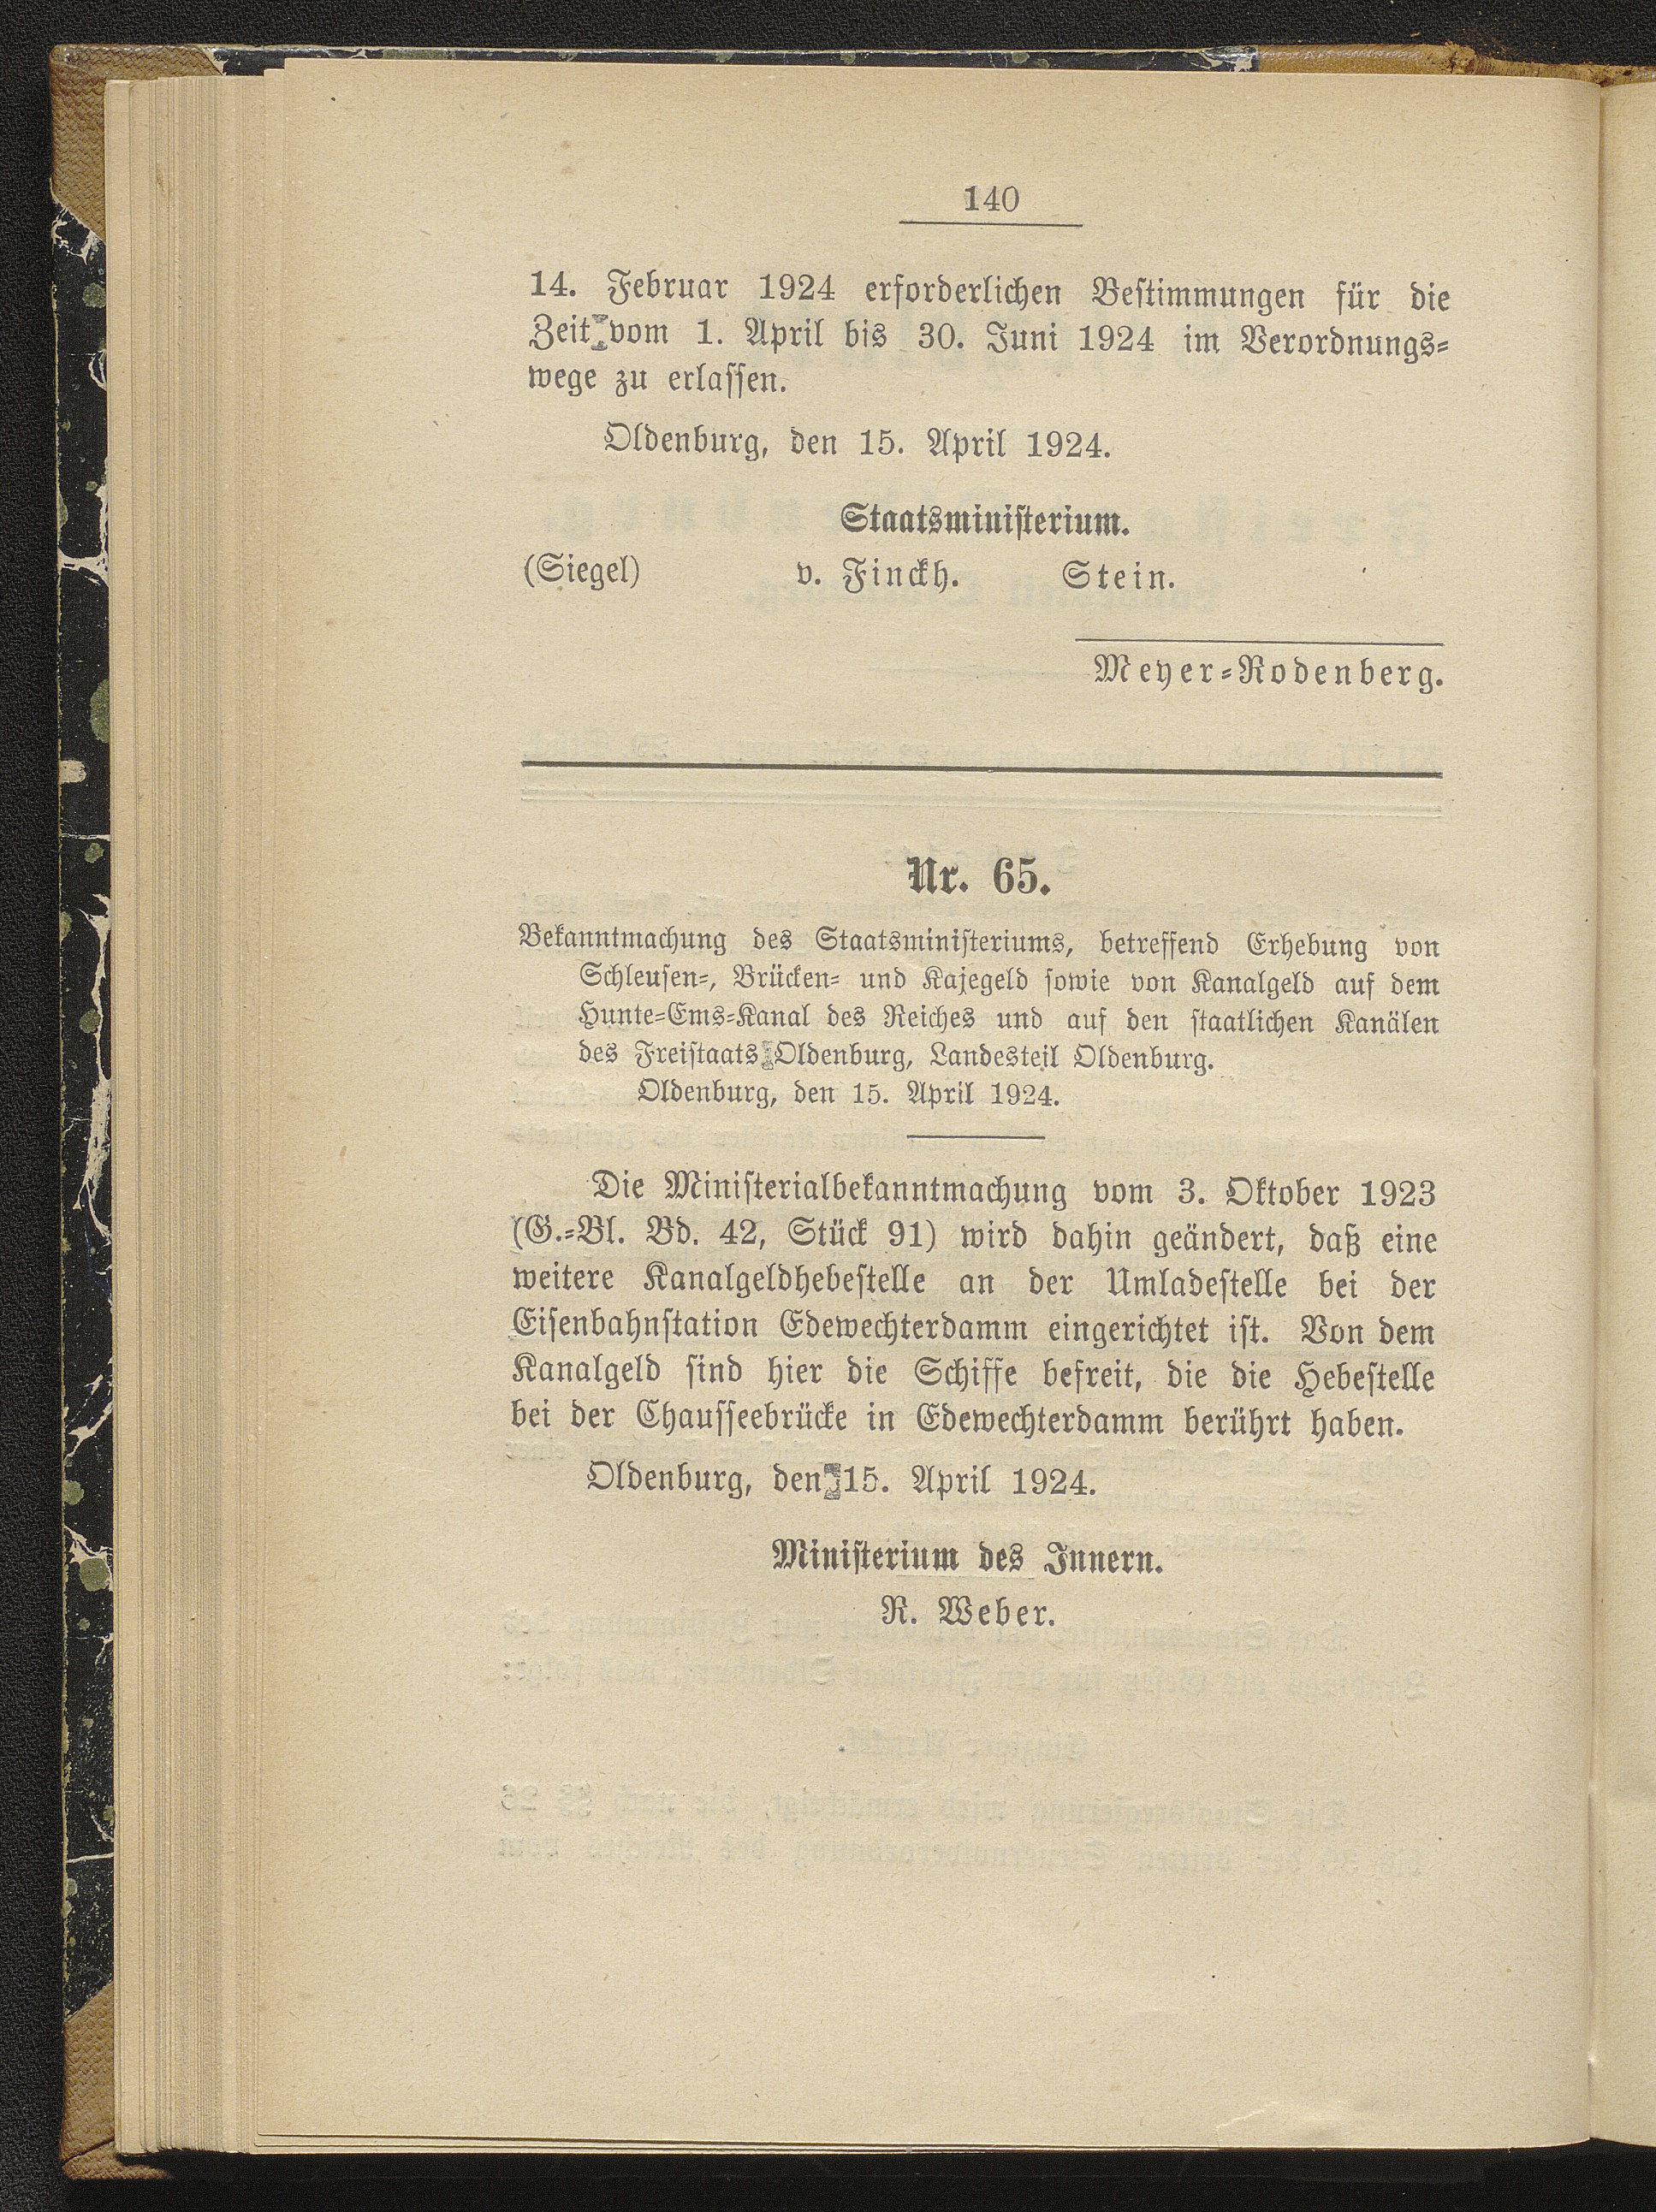 140
14. Februar 1924 erforderlichen Bestimmungen für die
Zeit vom 1. April bis 30. Juni 1924 im Verordnungs-
wege zu erlassen.
Oldenburg, den 15. April 1924.
Staatsministerium.
(Siegel) v. Finckh. Stein.
Meyer-Rodenberg.
Nr. 65.
Bekanntmachung des Staatsministeriums, betreffend Erhebung von
Schleusen-, Brücken- und Kajegeld sowie von Kanalgeld auf dem
Hunte-Ems-Kanal des Reiches und auf den staatlichen Kanälen
des Freistaats Oldenburg, Landesteil Oldenburg.
Oldenburg, den 15. April 1924.
Die Ministerialbekanntmachung vom 3. Oktober 1923
(G.-Bl. Bd. 42, Stück 91) wird dahin geändert, daß eine
weitere Kanalgeldhebestelle an der Umladestelle bei der
Eisenbahnstation Edewechterdamm eingerichtet ist. Von dem
Kanalgeld sind hier die Schiffe befreit, die die Hebestelle
bei der Chausseebrücke in Edewechterdamm berührt haben.
Oldenburg, den 15. April 1924.
Ministerium des Innern.
R. Weber.